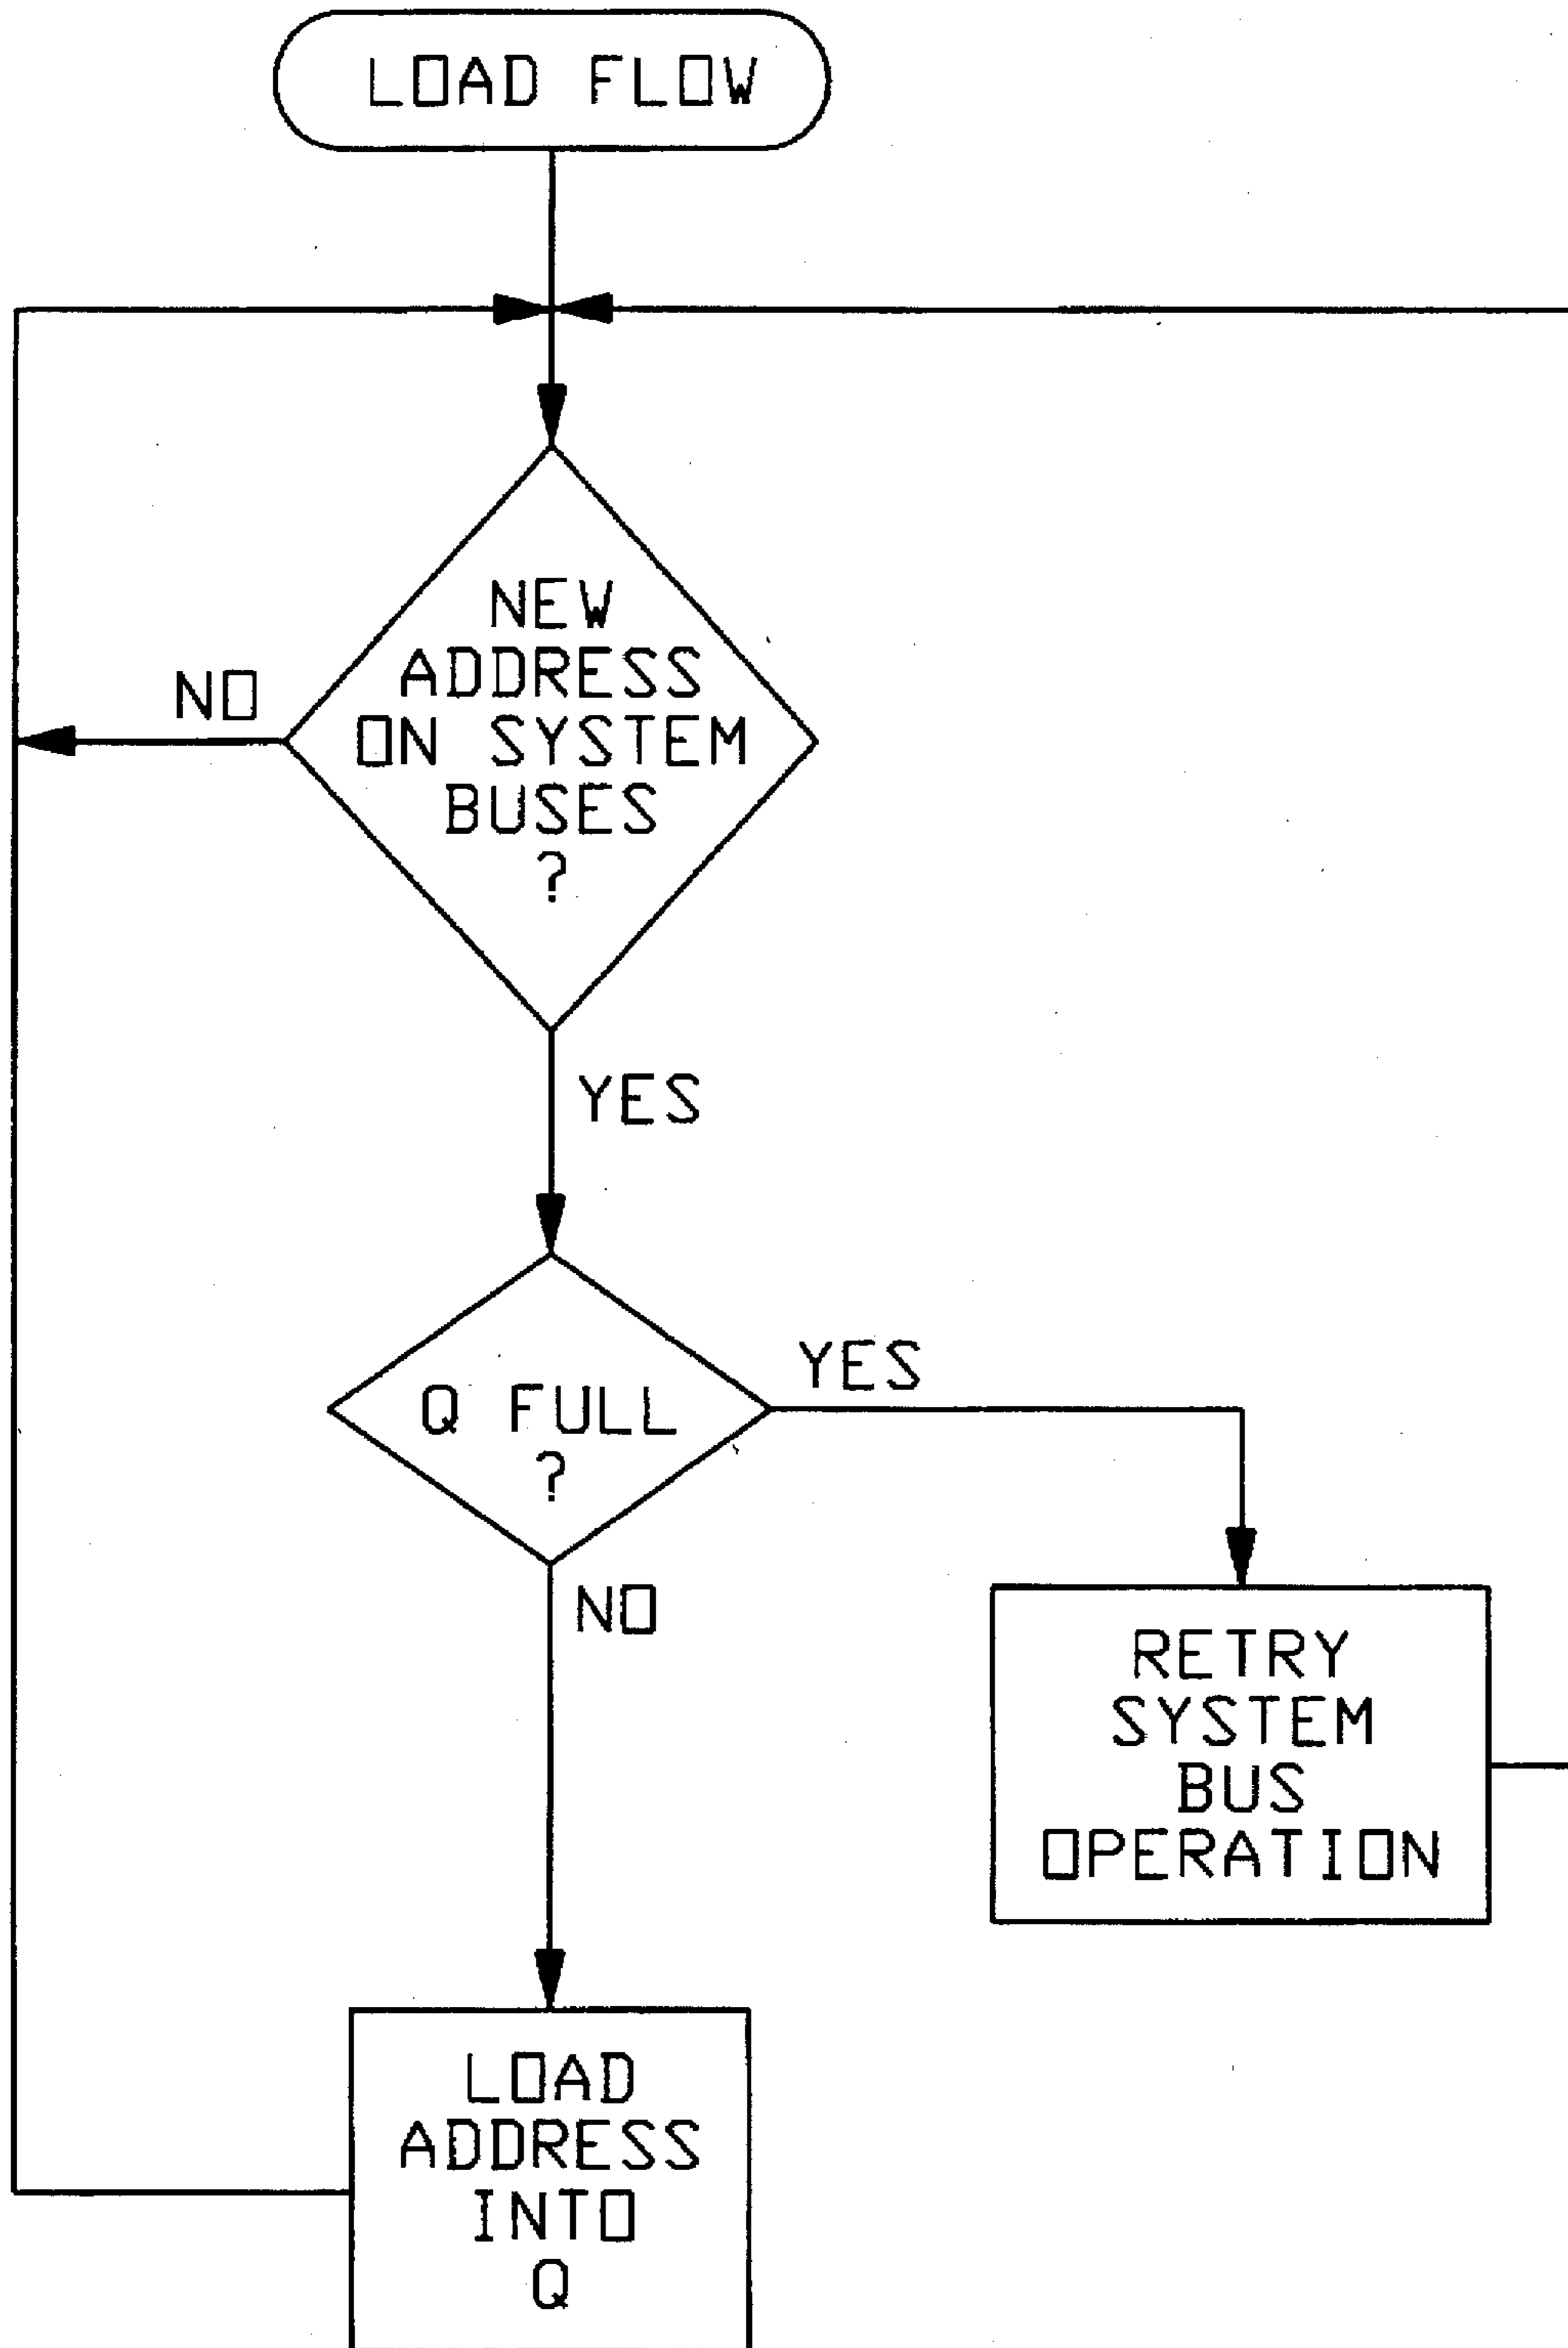 LOAD FLOW
NEW
ADDRESS
ON SYSTEM
BUSES
?
NO
YES
Q FULL
?
YES
NO
RETRY
SYSTEM
BUS
OPERATION
LOAD
ADDRESS
INTO
Q